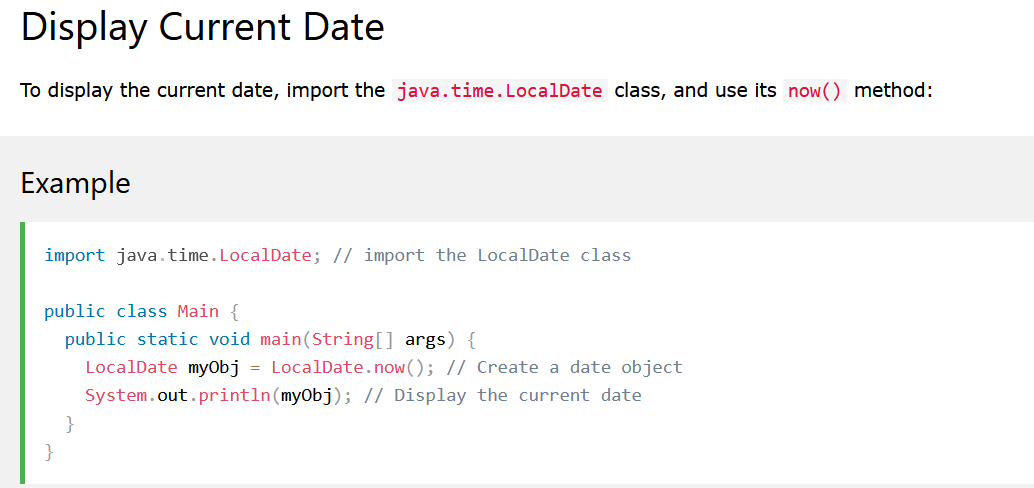 Display Current Date
To display the current date, import the java.time.LocalDate class, and use its now() method:
Example
import java.time.LocalDate; // import the LocalDate class
public class Main {
  public static void main(String[] args) {
    LocalDate myObj = LocalDate.now(); // Create a date object
    System.out.println(myObj); // Display the current date
  }
}